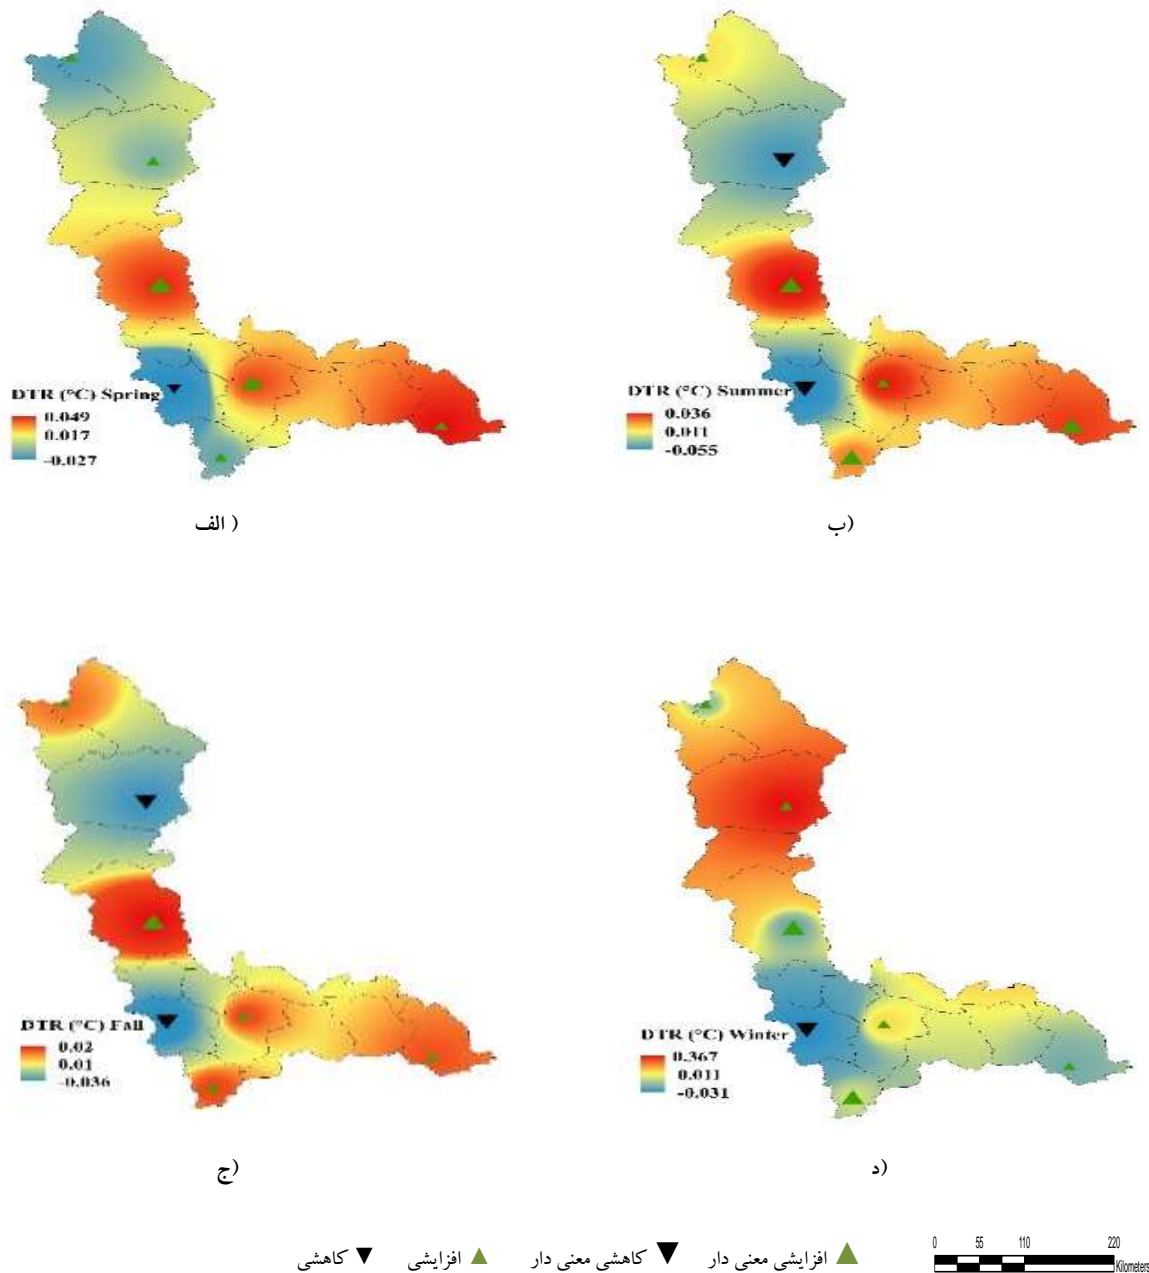 DTR (°C) Spring
0.049
0.017
-0.027
DTR (°C) Summer
0.036
0.011
-0.055
( الف
(ب
DTR (°C) Fall
0.02
0.01
-0.036
DTR (°C) Winter
0.367
0.011
-0.031
(ج
(د
افزایشی معنی دار
کاهشی معنی دار
افزایشی
کاهشی
0 55 110 220
Kilometers